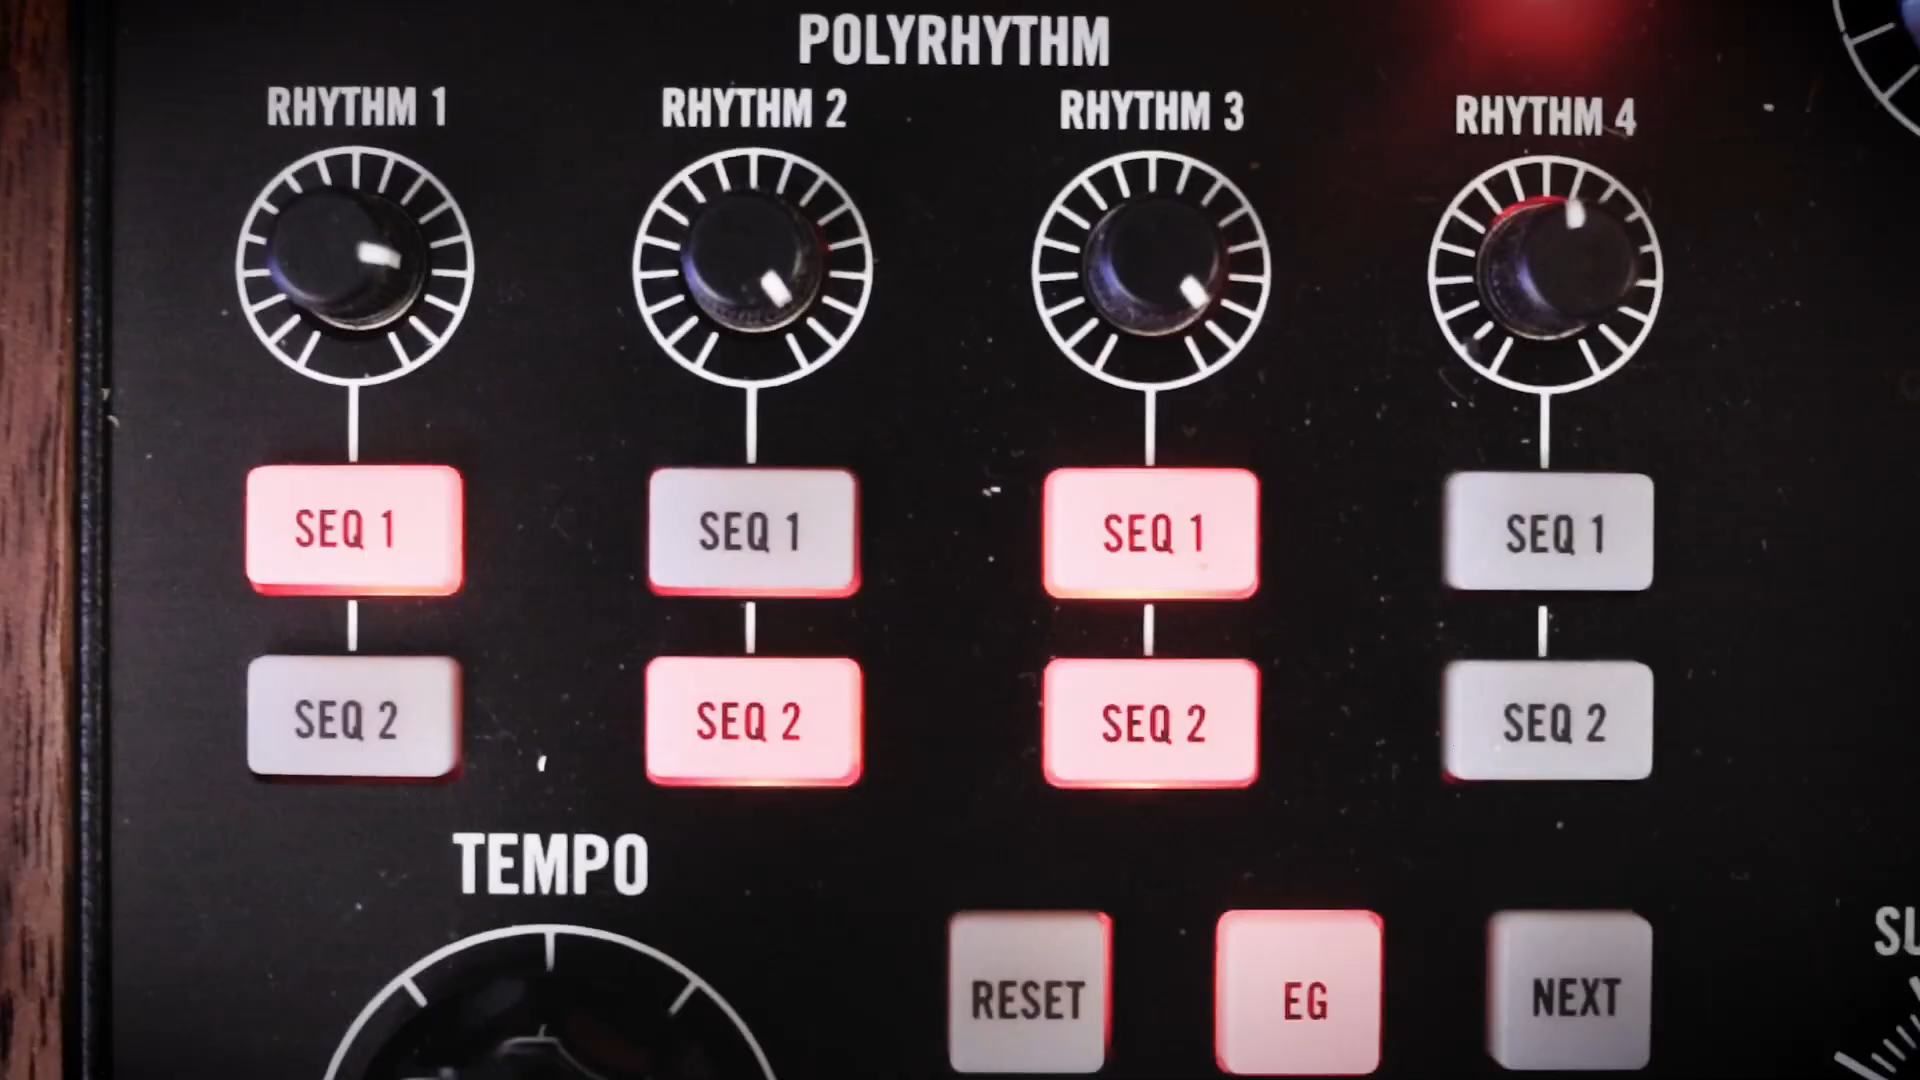 POLYRHYTHM
RHYTHM 1 RHYTHM 2 RHYTHM 3 RHYTHM 4
SEQ 1 SEQ 1 SEQ 1 SEQ 1
SEQ 2 SEQ 2 SEQ 2 SEQ 2
TEMPO
RESET EG NEXT